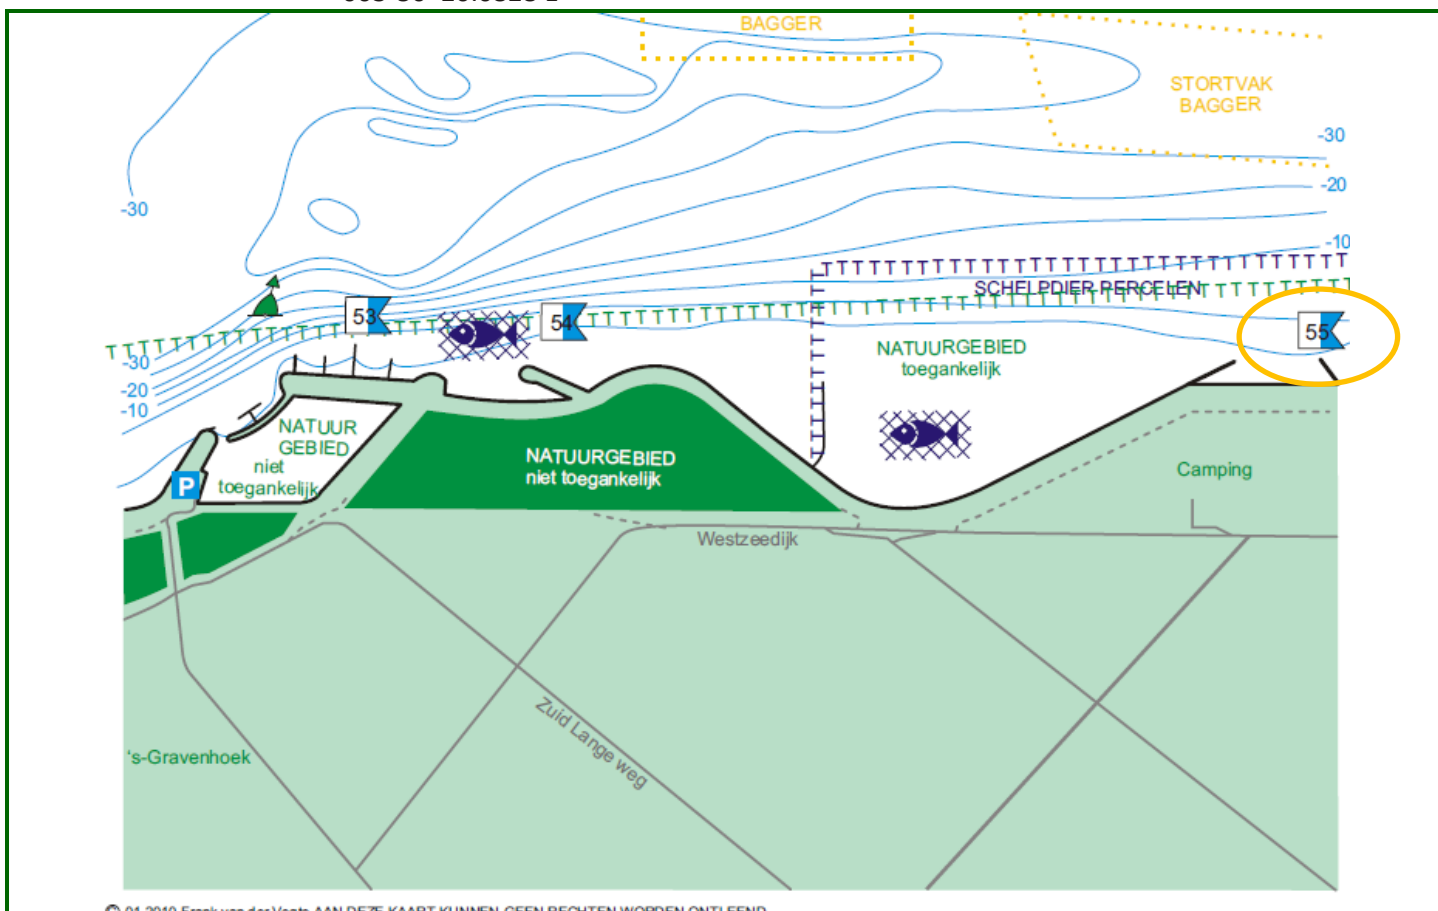 BAGGER
STORTVAK
BAGGER
-30
-20
-30
-10
SCHELPDIER PERCELEN
53
54
55
NATUURGEBIED
toegankelijk
-30
-20
-10
NATUUR
GEBIED
niet
toegankelijk
NATUURGEBIED
niet toegankelijk
P
Camping
Westzeedijk
Zuid Lange weg
's-Gravenhoek